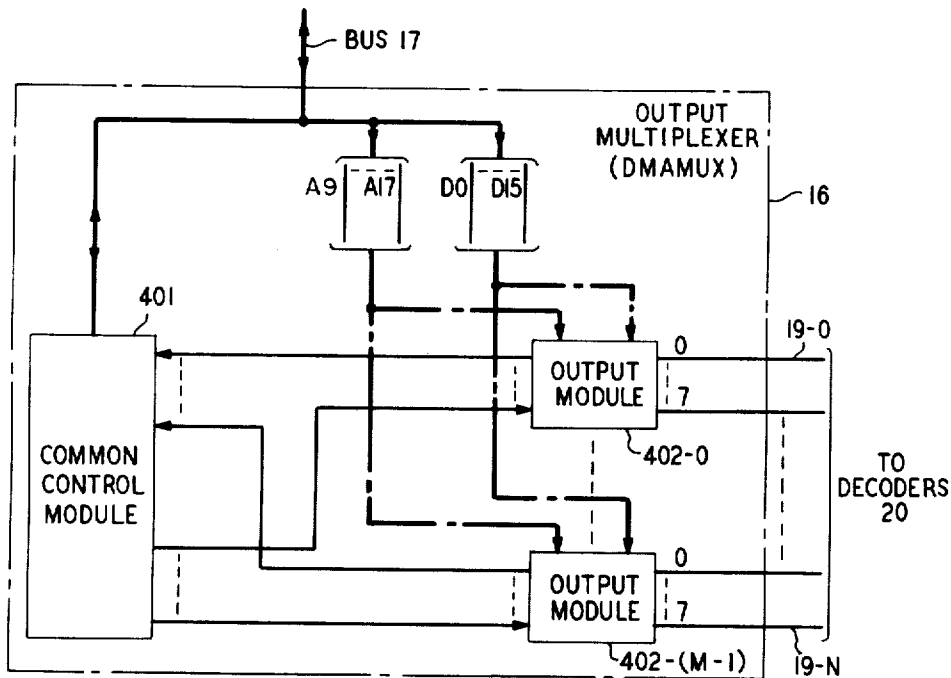 BUS 17
OUTPUT
MULTIPLEXER
(DMAMUX)
16
A9 A17
D0 D15
401
COMMON
CONTROL
MODULE
OUTPUT
MODULE
0
7
19-0
402-0
TO
DECODERS
20
OUTPUT
MODULE
0
7
402-(M-1)
19-N